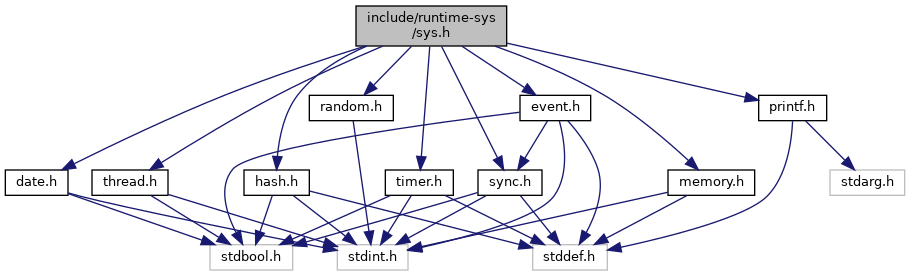 include/runtime-sys
/sys.h
random.h
event.h
printf.h
date.h
thread.h
hash.h
timer.h
sync.h
memory.h
stdarg.h
stdbool.h
stdint.h
stddef.h